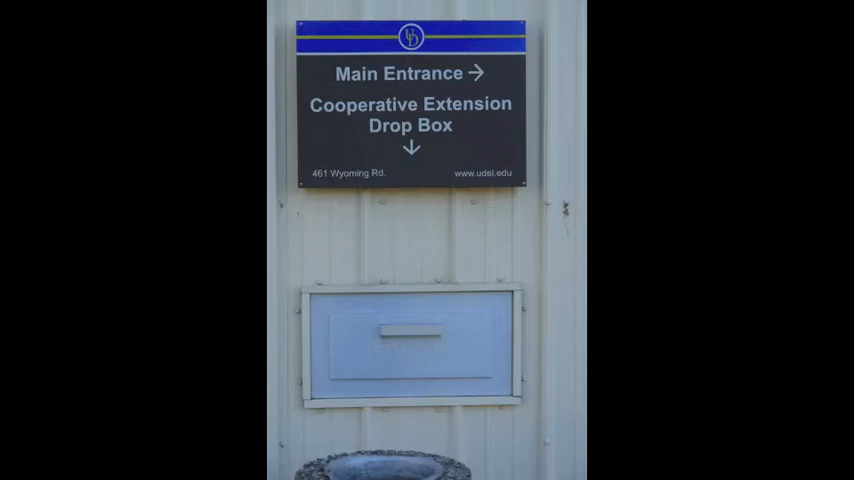 UD
Main Entrance →
Cooperative Extension
Drop Box
↓
461 Wyoming Rd.
www.udel.edu